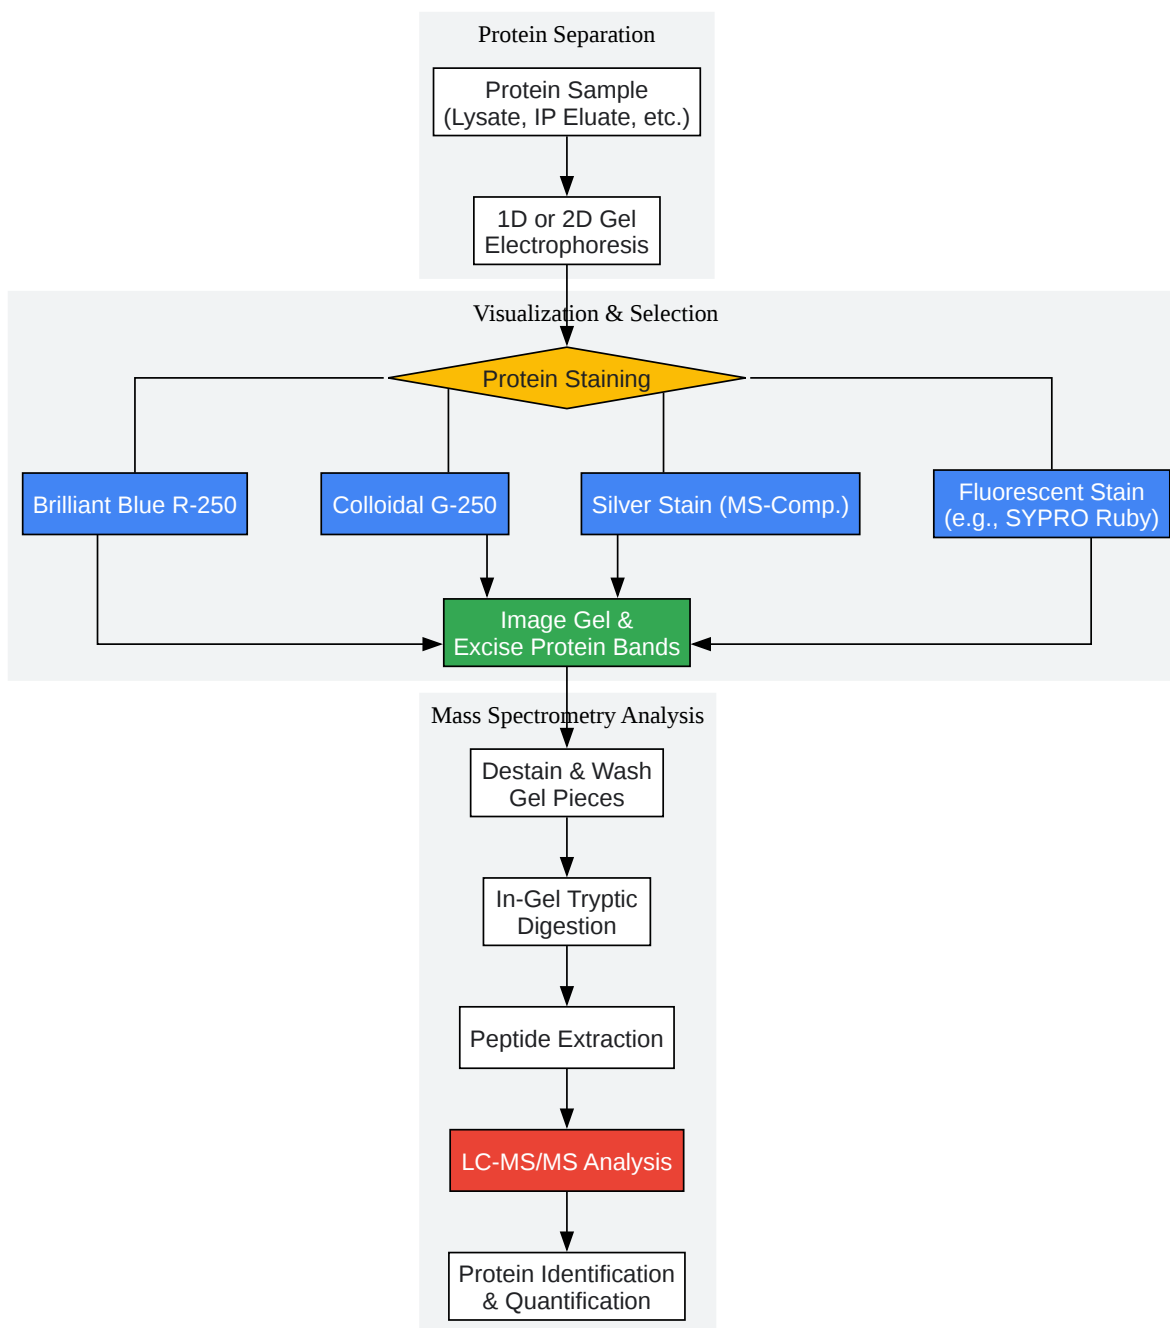 Protein Separation
Protein Sample
(Lysate, IP Eluate, etc.)
1D or 2D Gel
Electrophoresis
Visualization & Selection
Protein Staining
Brilliant Blue R-250
Colloidal G-250
Silver Stain (MS-Comp.)
Fluorescent Stain
(e.g., SYPRO Ruby)
Image Gel &
Excise Protein Bands
Mass Spectrometry Analysis
Destain & Wash
Gel Pieces
In-Gel Tryptic
Digestion
Peptide Extraction
LC-MS/MS Analysis
Protein Identification
& Quantification